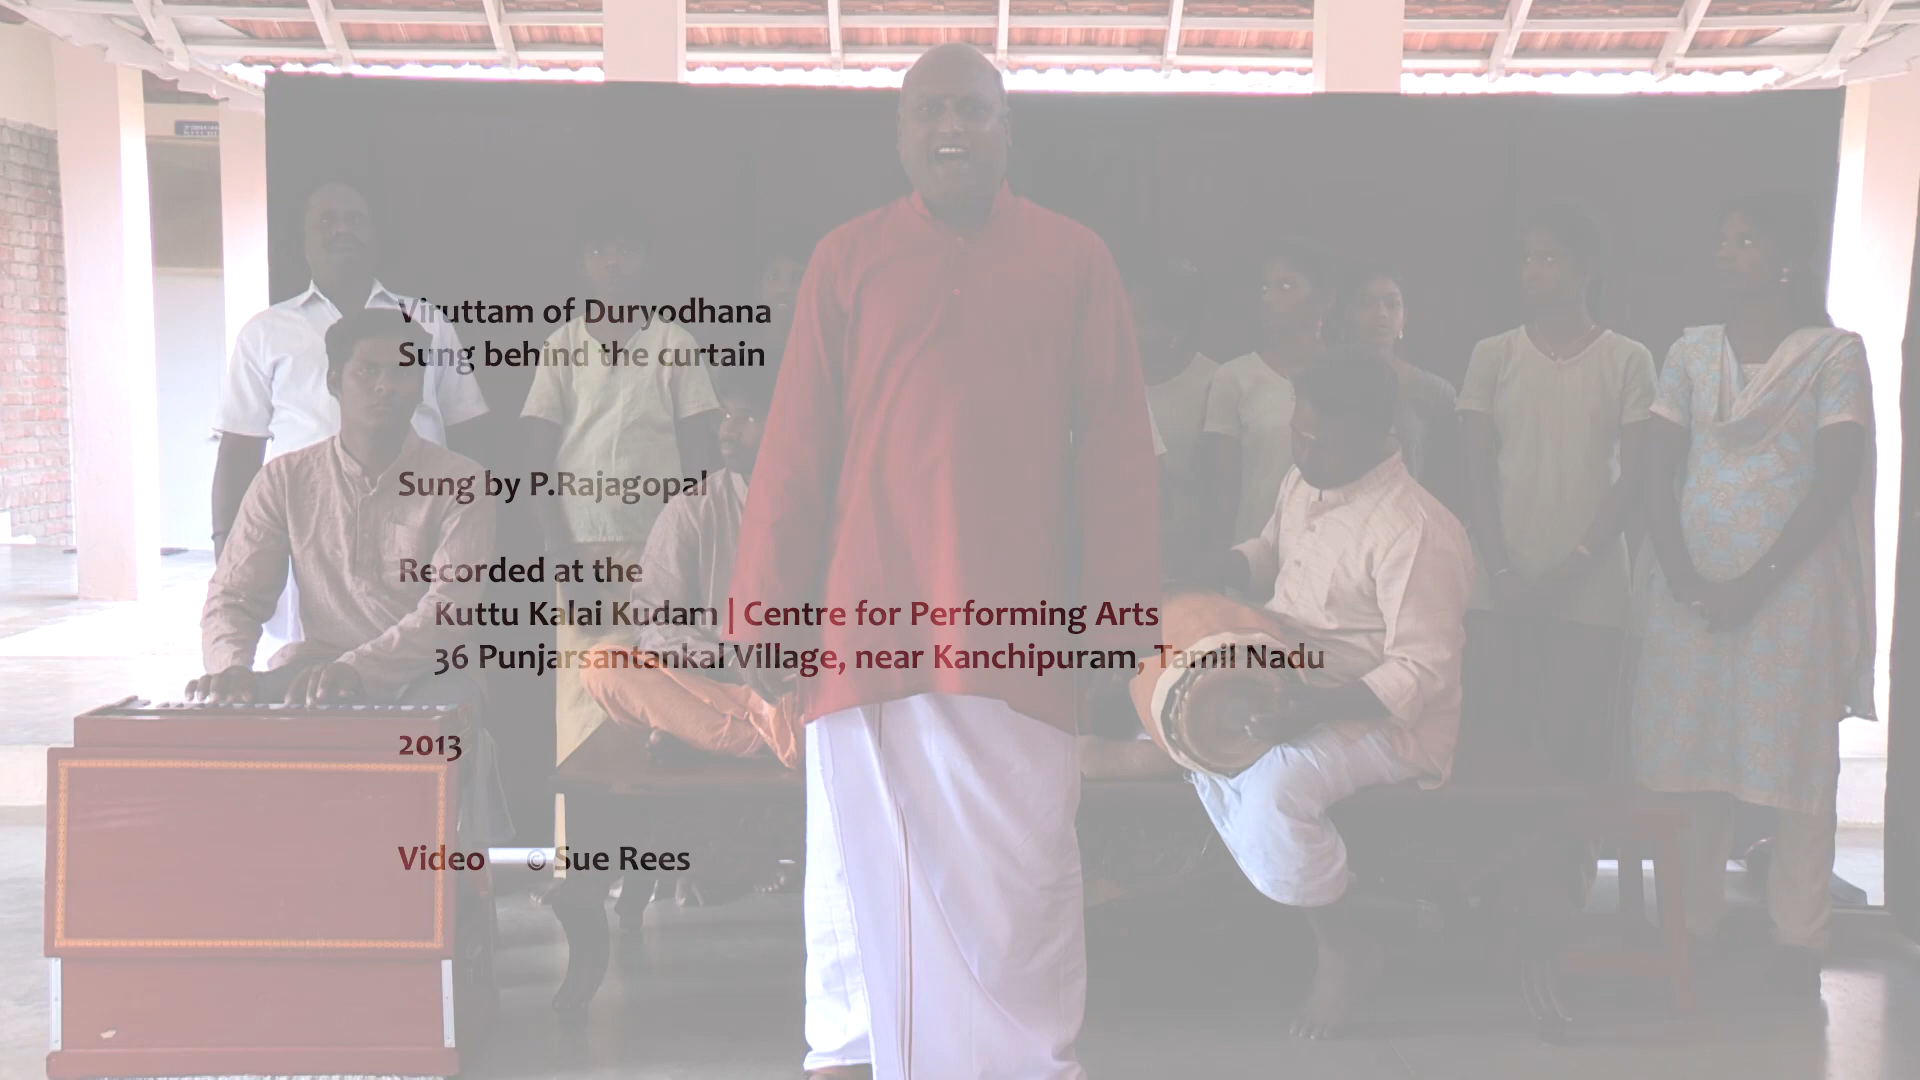 Viruttam of Duryodhana
Sung behind the curtain
Sung by P.Rajagopal
Recorded at the
Kuttu Kalai Kudam | Centre for Performing Arts
36 Punjarsantankal Village, near Kanchipuram, Tamil Nadu
2013
Video © Sue Rees